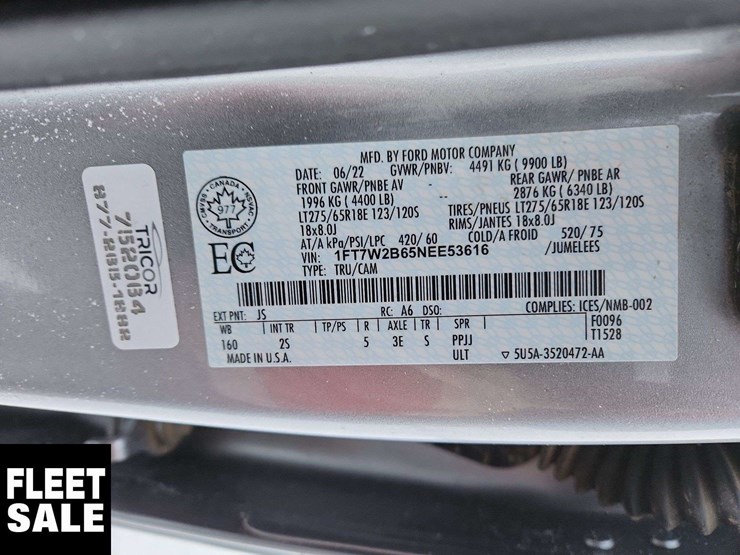 MFD. BY FORD MOTOR COMPANY
06/22 GVWR/PNBV: 4491 KG ( 9900 LB)
FRONT GAWR/PNBE AV REAR GAWR/ PNBE AR
1996 KG ( 4400 LB) -- 2876 KG ( 6340 LB)
LT275/65R18E 123/120S TIRES/PNEUS LT275/65R18E 123/120S
18x8.0J RIMS/JANTES 18x8.0J
AT/A kPa/PSI/LPC 420/ 60 COLD/A FROID 520/ 75
VIN: 1FT7W2B65NEE53616 /JUMELEES
TYPE: TRU/CAM
CANADA
CMVSS NSVAC
977
TRANSPORT
EC
EXT PNT: JS RC: A6 DSO: COMPLIES: ICES/NMB-002
WB INT TR TP/PS R AXLE TR SPR F0096
160 2S 5 3E S PPJJ T1528
MADE IN U.S.A. ULT ▽ 5U5A-3520472-AA
TRICOR
7152034
FLEET
SALE